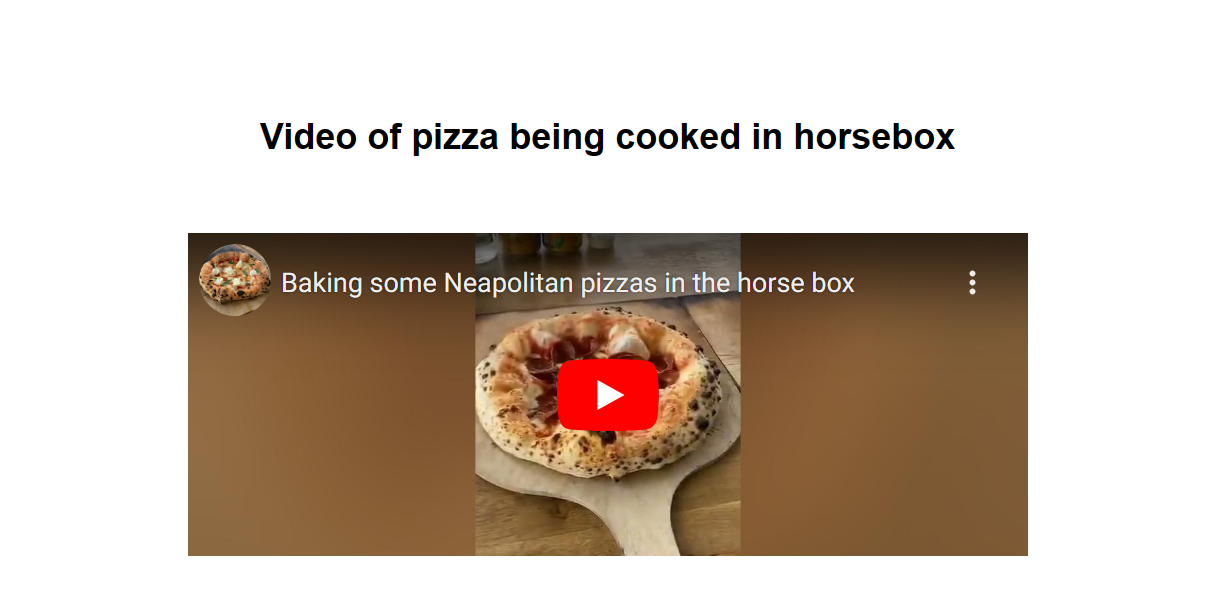 Video of pizza being cooked in horsebox
Baking some Neapolitan pizzas in the horse box